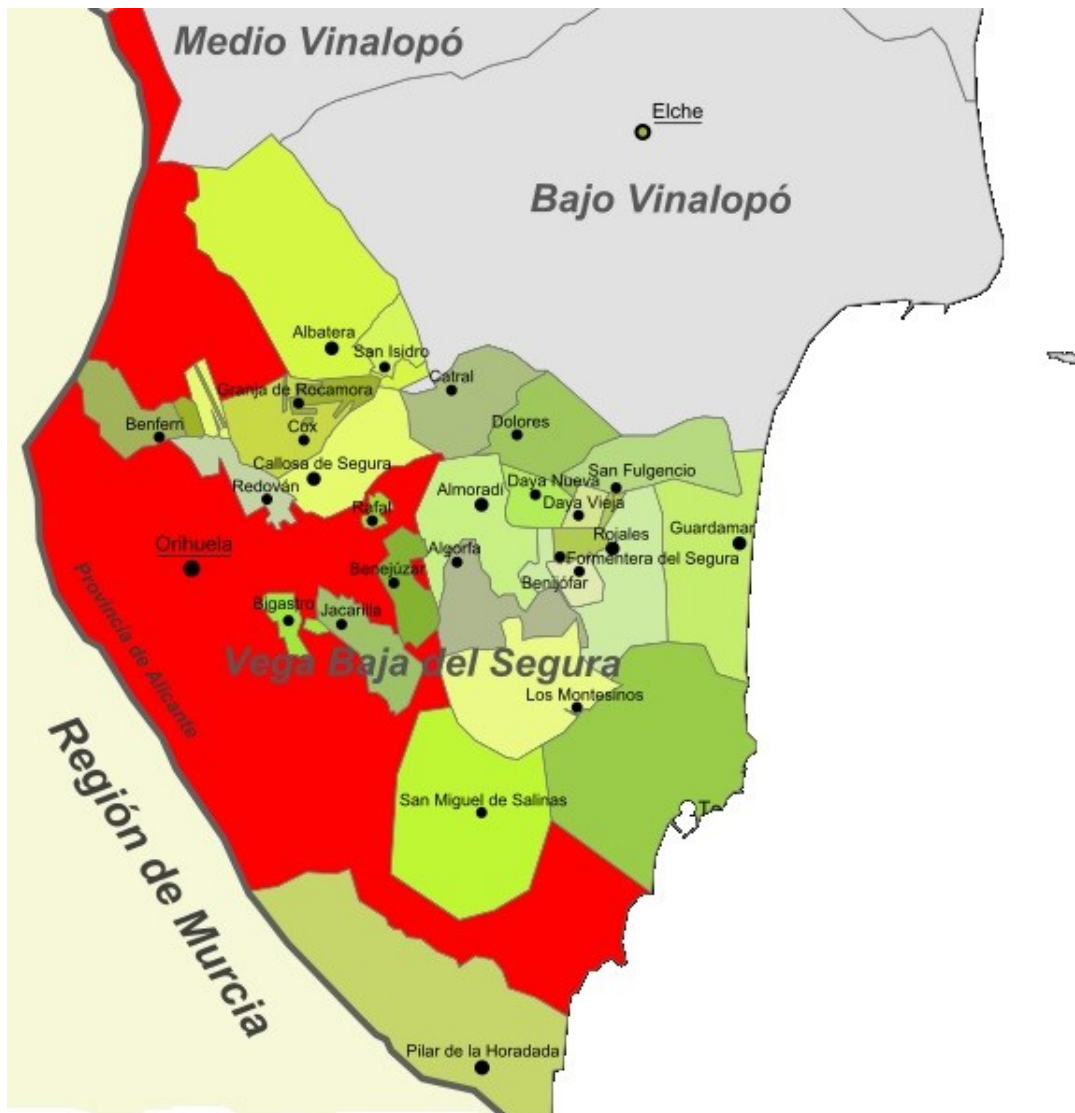 Medio Vinalopó
Elche
Bajo Vinalopó
Albatera
San Isidro
Catral
Granja de Rocamora
Benferri
Cox
Dolores
Callosa de Segura
San Fulgencio
Redován
Almoradí
Daya Nueva
Daya Vieja
Rafal
Guardamar
Rojales
Orihuela
Algorfa
Formentera del Segura
Benejúzar
Benijófar
Bigastro
Jacarilla
Provincia de Alicante
Vega Baja del Segura
Los Montesinos
Región de Murcia
San Miguel de Salinas
Pilar de la Horadada